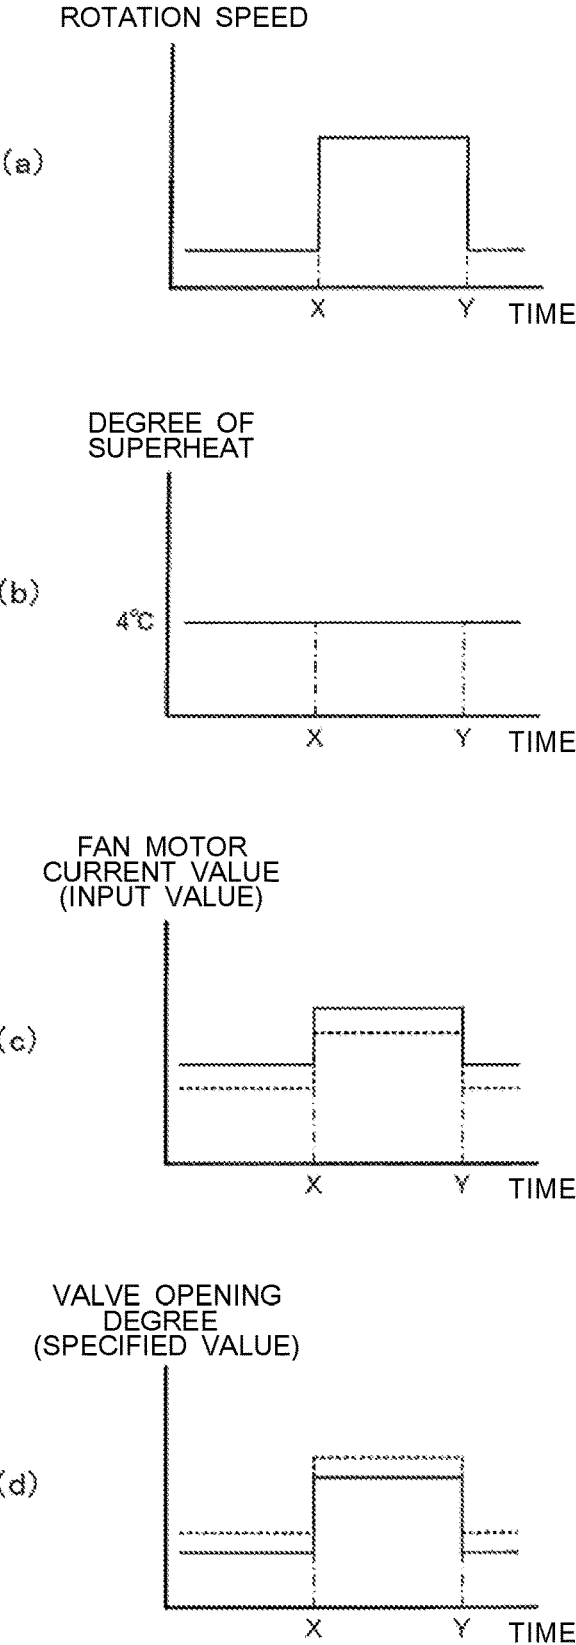 ROTATION SPEED
(a)
X Y TIME
DEGREE OF
SUPERHEAT
(b)
4°C
X Y TIME
FAN MOTOR
CURRENT VALUE
(INPUT VALUE)
(c)
X Y TIME
VALVE OPENING
DEGREE
(SPECIFIED VALUE)
(d)
X Y TIME